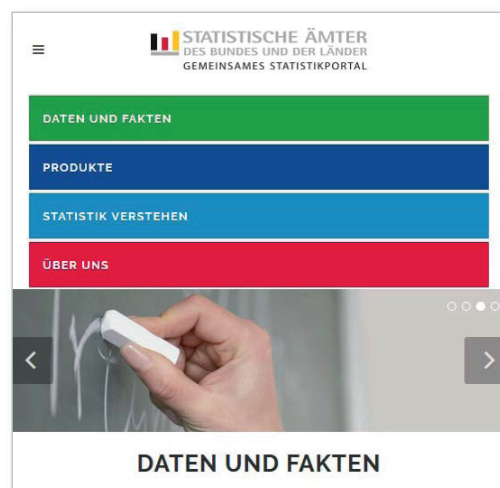 STATISTISCHE ÄMTER
DES BUNDES UND DER LÄNDER
GEMEINSAMES STATISTIKPORTAL
DATEN UND FAKTEN
PRODUKTE
STATISTIK VERSTEHEN
ÜBER UNS
DATEN UND FAKTEN